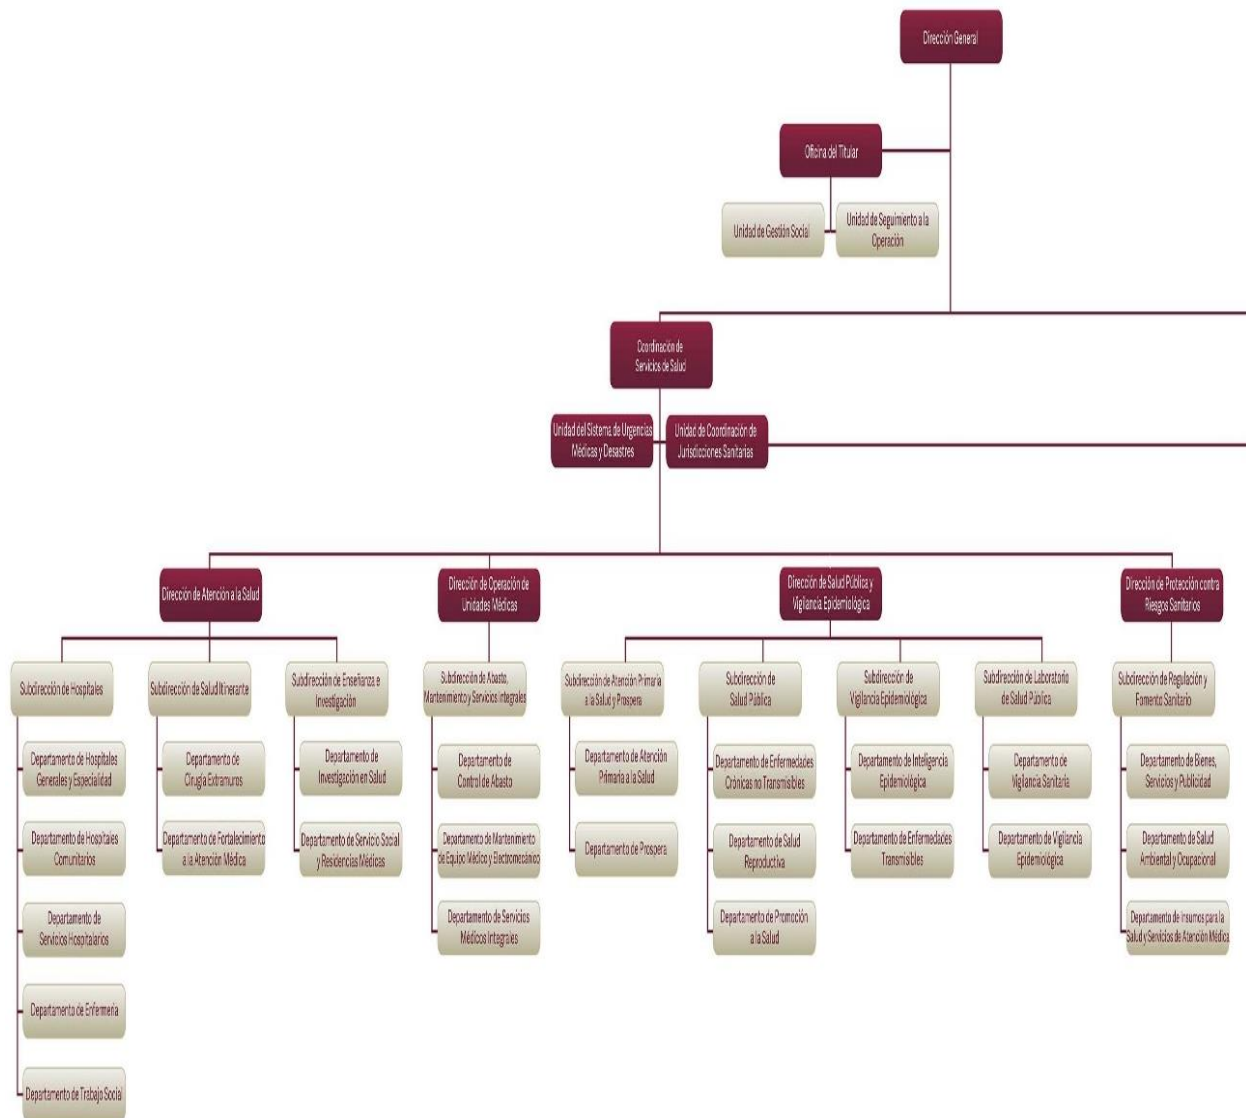 Dirección General
Oficina del Titular
Unidad de Gestión Social
Unidad de Seguimiento a la
Operación
Coordinación de
Servicios de Salud
Unidad del Sistema de Urgencias
Médicas y Desastres
Unidad de Coordinación de
Jurisdicciones Sanitarias
Dirección de Atención a la Salud
Dirección de Operación de
Unidades Médicas
Dirección de Salud Pública y
Vigilancia Epidemiológica
Dirección de Protección contra
Riesgos Sanitarios
Subdirección de Hospitales
Subdirección de Salud Itinerante
Subdirección de Enseñanza e
Investigación
Subdirección de Abasto,
Mantenimiento y Servicios Integrales
Subdirección de Atención Primaria
a la Salud y Prospera
Subdirección de
Salud Pública
Subdirección de
Vigilancia Epidemiológica
Subdirección de Laboratorio
de Salud Pública
Subdirección de Regulación y
Fomento Sanitario
Departamento de Hospitales
Generales y Especialidad
Departamento de
Cirugía Extramuros
Departamento de
Investigación en Salud
Departamento de
Control de Abasto
Departamento de Atención
Primaria a la Salud
Departamento de Enfermedades
Crónicas no Transmisibles
Departamento de Inteligencia
Epidemiológica
Departamento de
Vigilancia Sanitaria
Departamento de Bienes,
Servicios y Publicidad
Departamento de Hospitales
Comunitarios
Departamento de Fortalecimiento
a la Atención Médica
Departamento de Servicio Social
y Residencias Médicas
Departamento de Mantenimiento
de Equipo Médico y Electromecánico
Departamento de Prospera
Departamento de Salud
Reproductiva
Departamento de Enfermedades
Transmisibles
Departamento de Vigilancia
Epidemiológica
Departamento de Salud
Ambiental y Ocupacional
Departamento de
Servicios Hospitalarios
Departamento de Servicios
Médicos Integrales
Departamento de Promoción
a la Salud
Departamento de Insumos para la
Salud y Servicios de Atención Médica
Departamento de Enfermería
Departamento de Trabajo Social